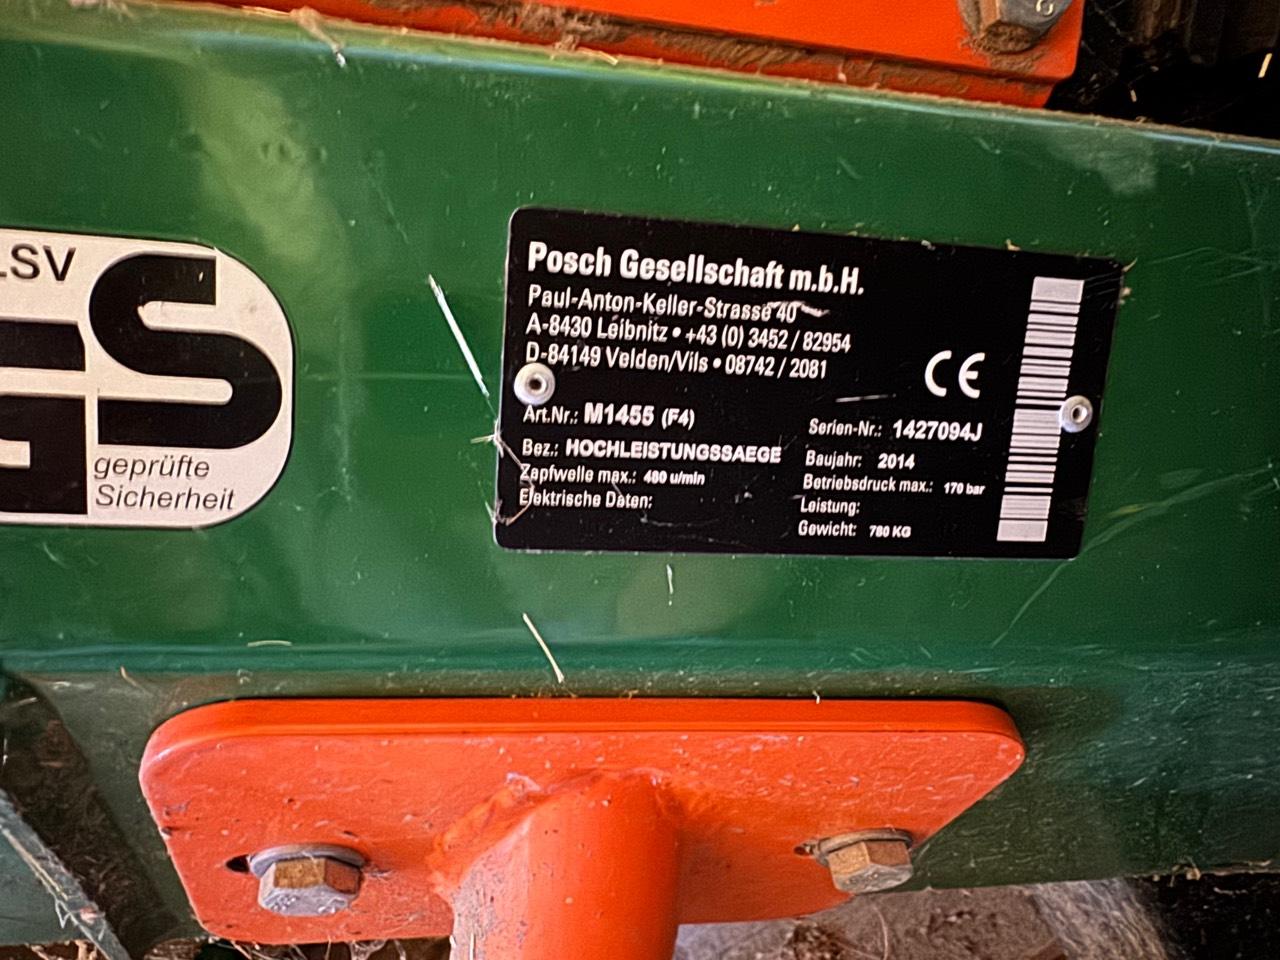 LSV
GS
geprüfte
Sicherheit
Posch Gesellschaft m.b.H.
Paul-Anton-Keller-Strasse 40
A-8430 Leibnitz • +43 (0) 3452 / 82954
D-84149 Velden/Vils • 08742 / 2081
CE
Art.Nr.: M1455 (F4)
Serien-Nr.: 1427094J
Bez.: HOCHLEISTUNGSSAEGE
Baujahr: 2014
Zapfwelle max.: 480 u/min
Betriebsdruck max.: 170 bar
Elektrische Daten:
Leistung:
Gewicht: 780 KG